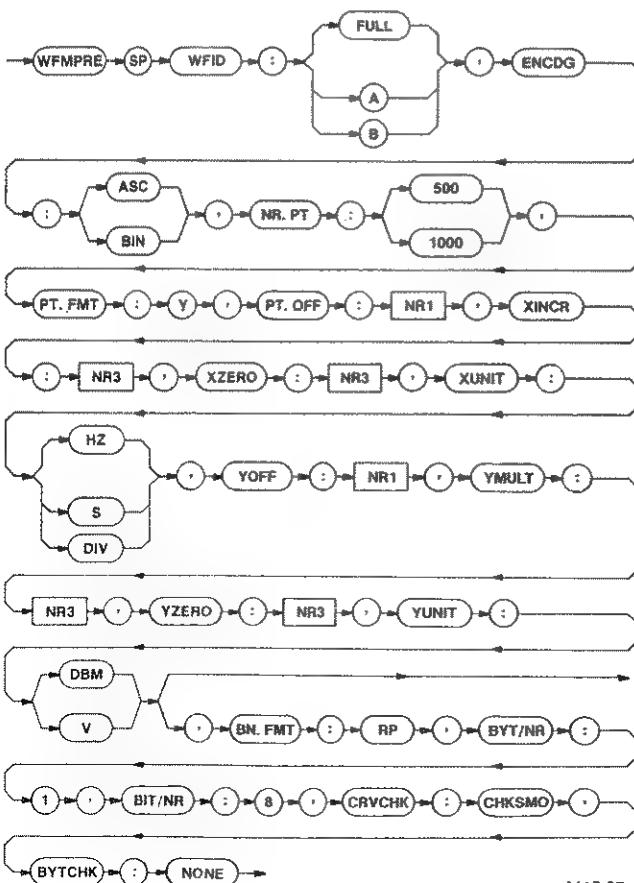 FULL
WFMPRE SP WFID : , ENCDG
A
B
ASC 500
: , NR. PT : ,
BIN 1000
PT. FMT : Y , PT. OFF : NR1 , XINCR
: NR3 , XZERO : NR3 , XUNIT :
HZ
, YOFF : NR1 , YMULT :
S
DIV
NR3 , YZERO : NR3 , YUNIT :
DBM
V , BN. FMT : RP , BYT/NR :
1 , BIT/NR : 8 , CRVCHK : CHKSMO ,
BYTCHK : NONE